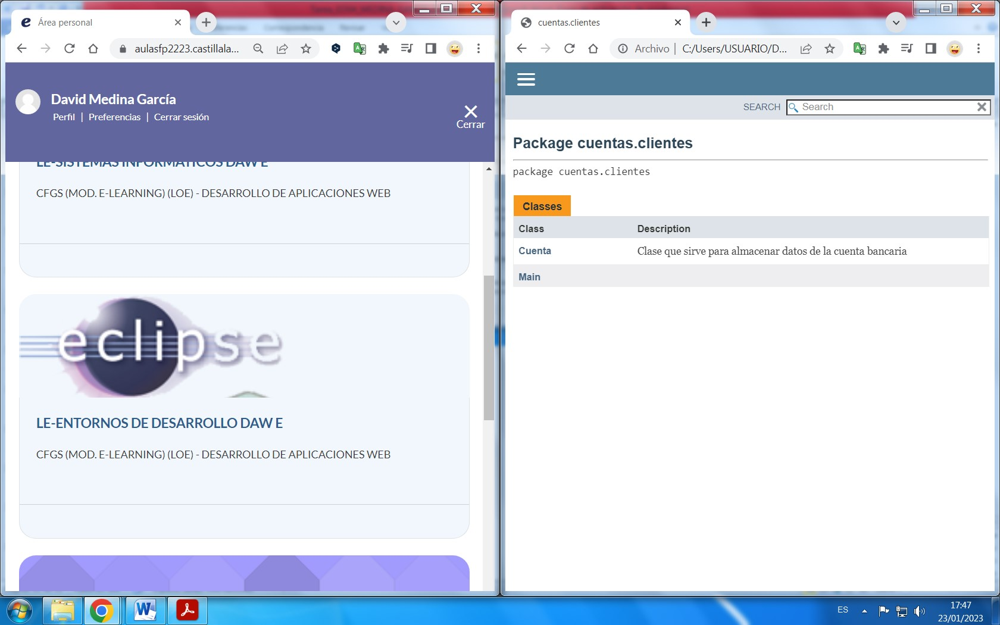 Área personal
aulasfp2223.castillala...
David Medina García
Perfil | Preferencias | Cerrar sesión
Cerrar
LE-SISTEMAS INFORMÁTICOS DAW E
CFGS (MOD. E-LEARNING) (LOE) - DESARROLLO DE APLICACIONES WEB
eclipse
LE-ENTORNOS DE DESARROLLO DAW E
CFGS (MOD. E-LEARNING) (LOE) - DESARROLLO DE APLICACIONES WEB
cuentas.clientes
Archivo | C:/Users/USUARIO/D...
SEARCH Search
Package cuentas.clientes
package cuentas.clientes
Classes
Class Description
Cuenta Clase que sirve para almacenar datos de la cuenta bancaria
Main
ES
17:47
23/01/2023